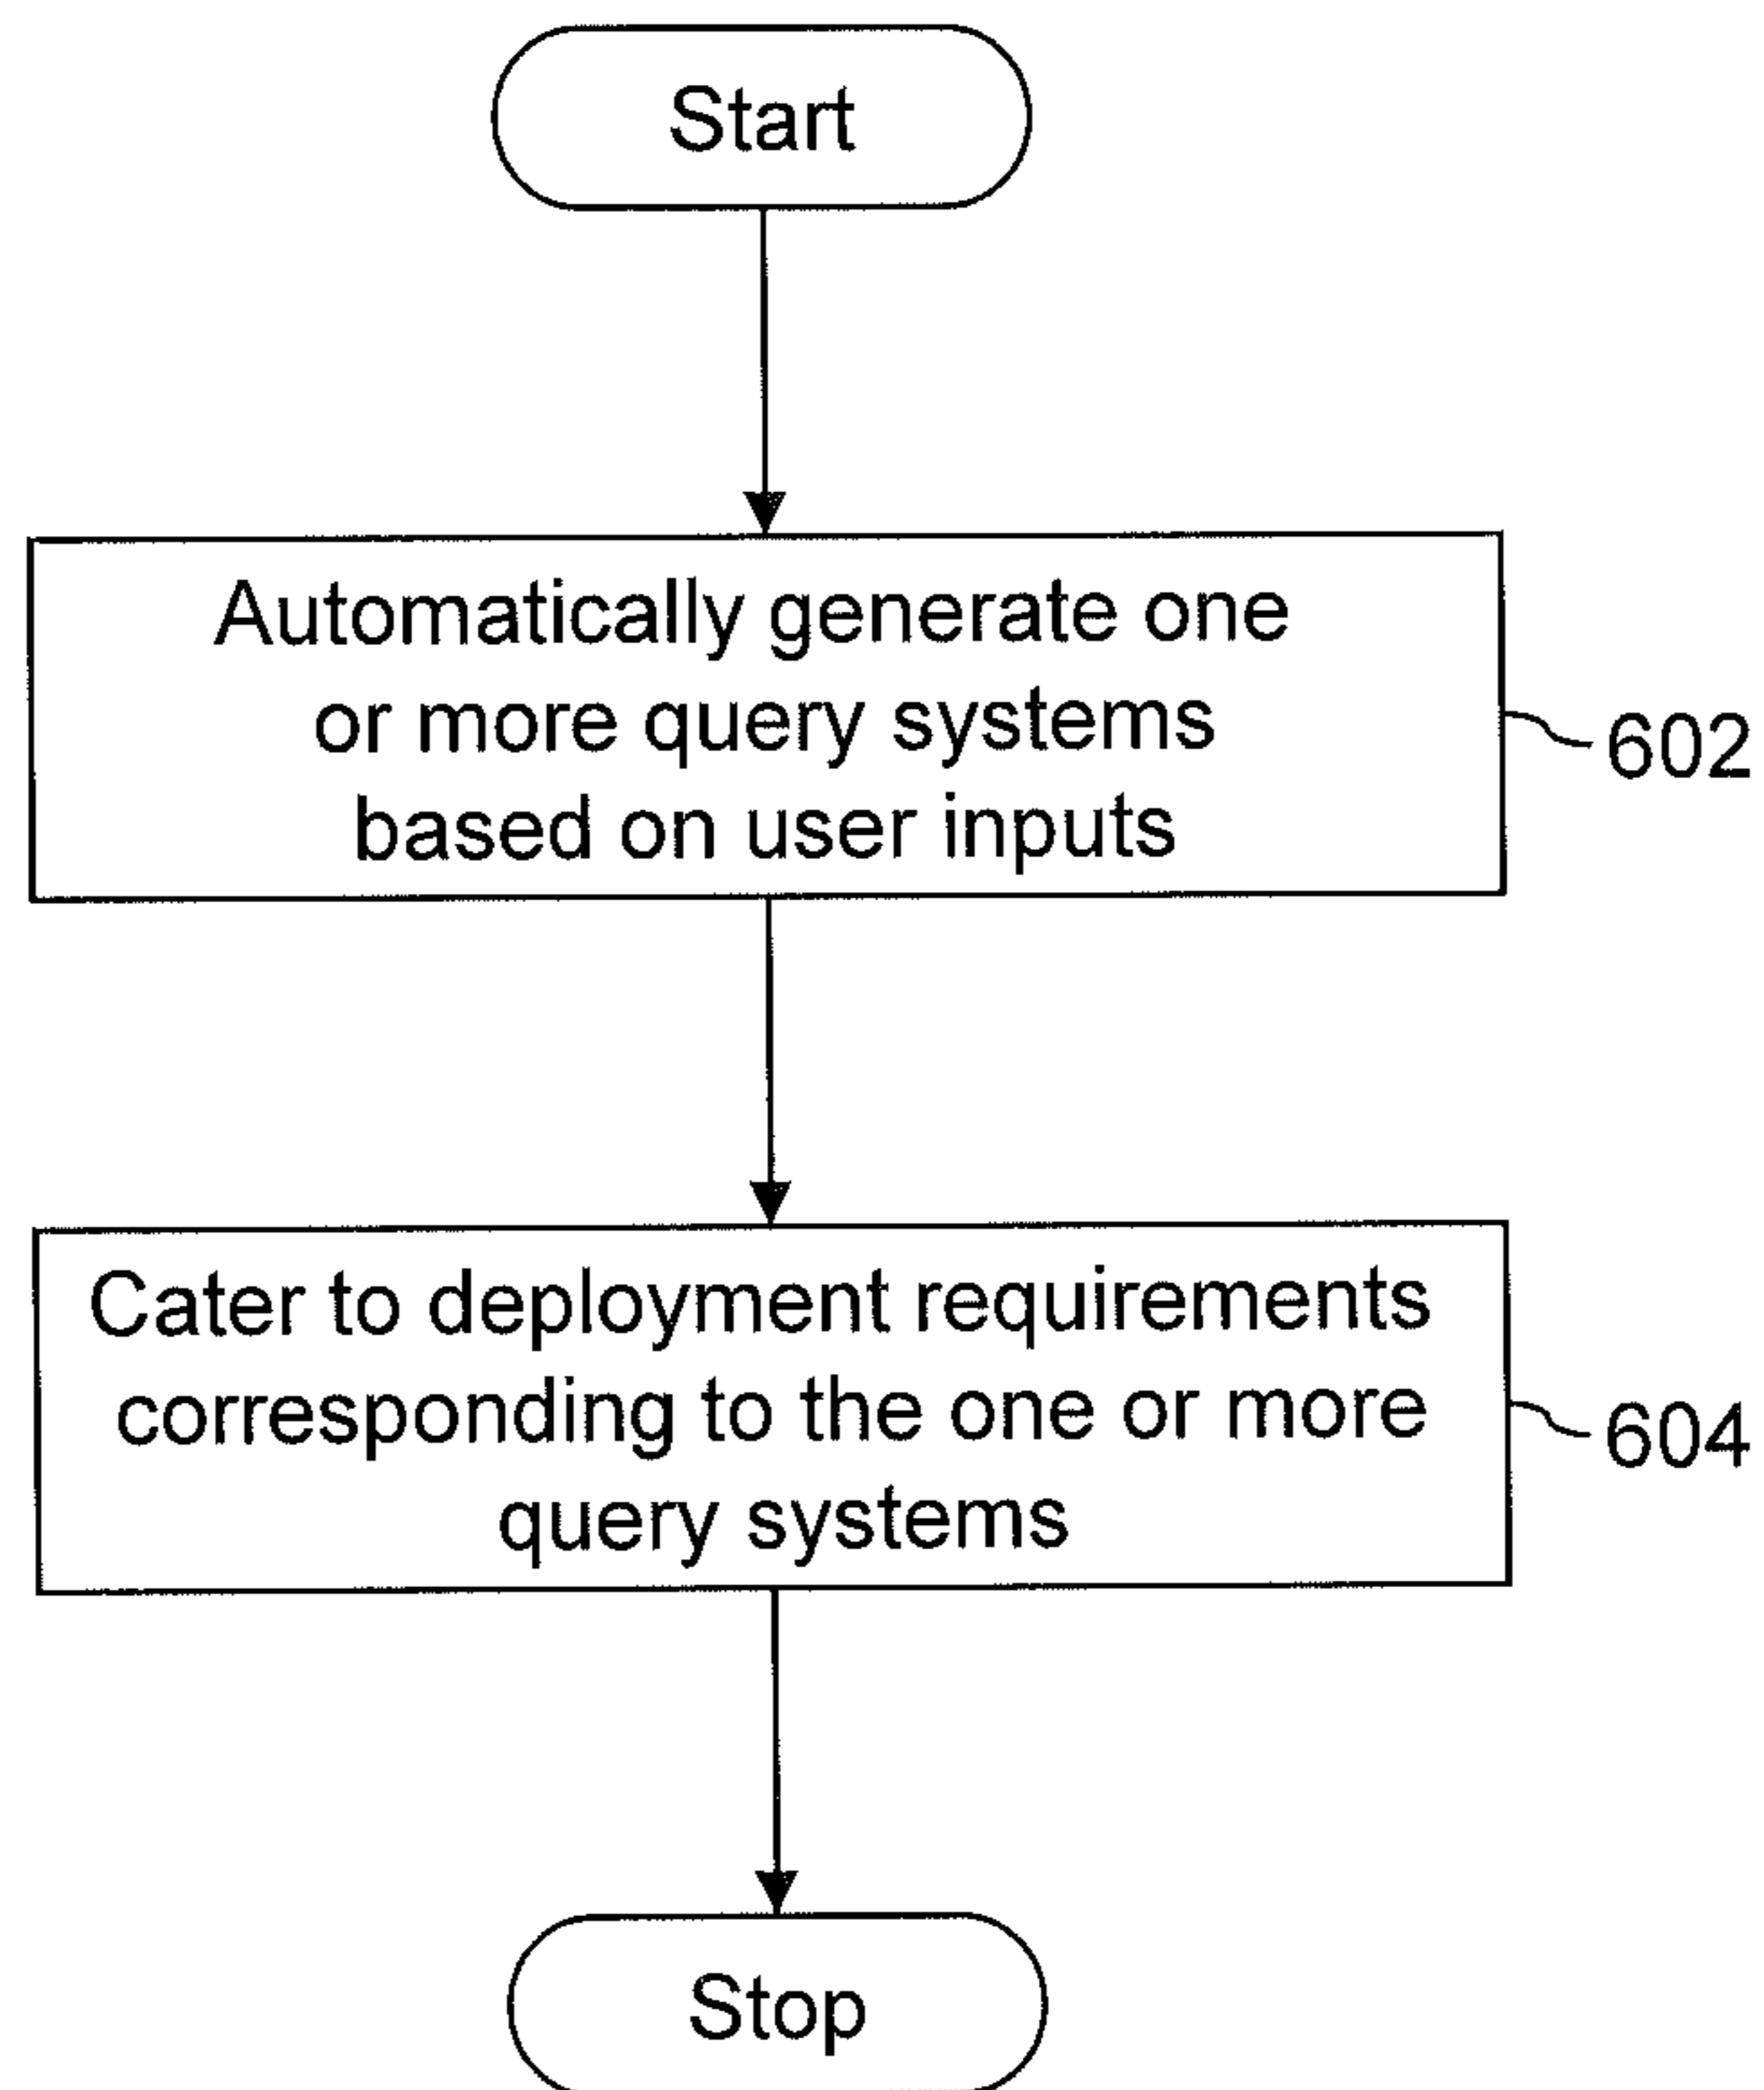 Start
Automatically generate one
or more query systems
based on user inputs
602
Cater to deployment requirements
corresponding to the one or more
query systems
604
Stop